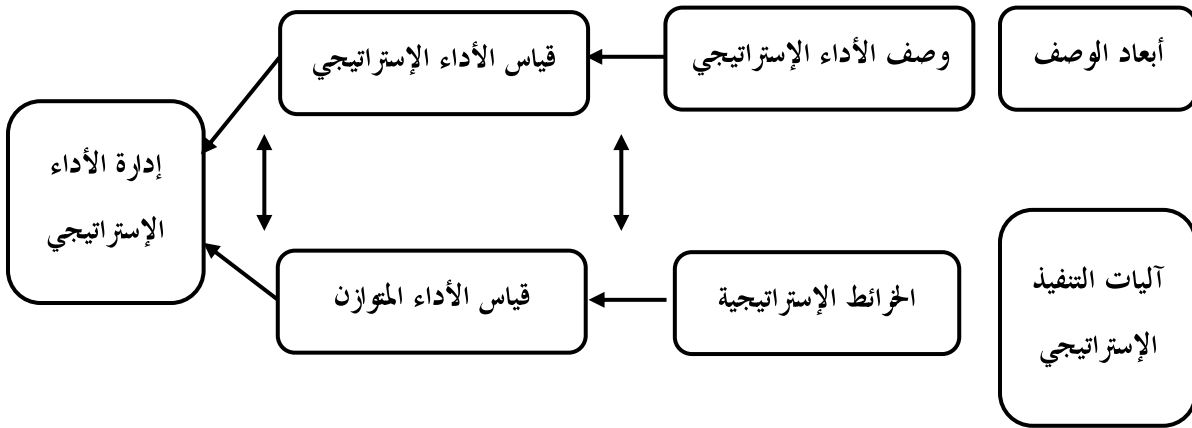 أبعاد الوصف
وصف الأداء الإستراتيجي
قياس الأداء الإستراتيجي
إدارة الأداء
الإستراتيجي
آليات التنفيذ
الإستراتيجي
الخرائط الإستراتيجية
قياس الأداء المتوازن